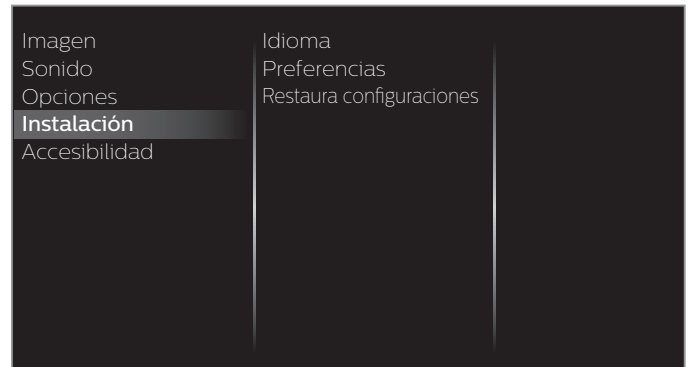 Imagen
Sonido
Opciones
Instalación
Accesibilidad
Idioma
Preferencias
Restaura configuraciones